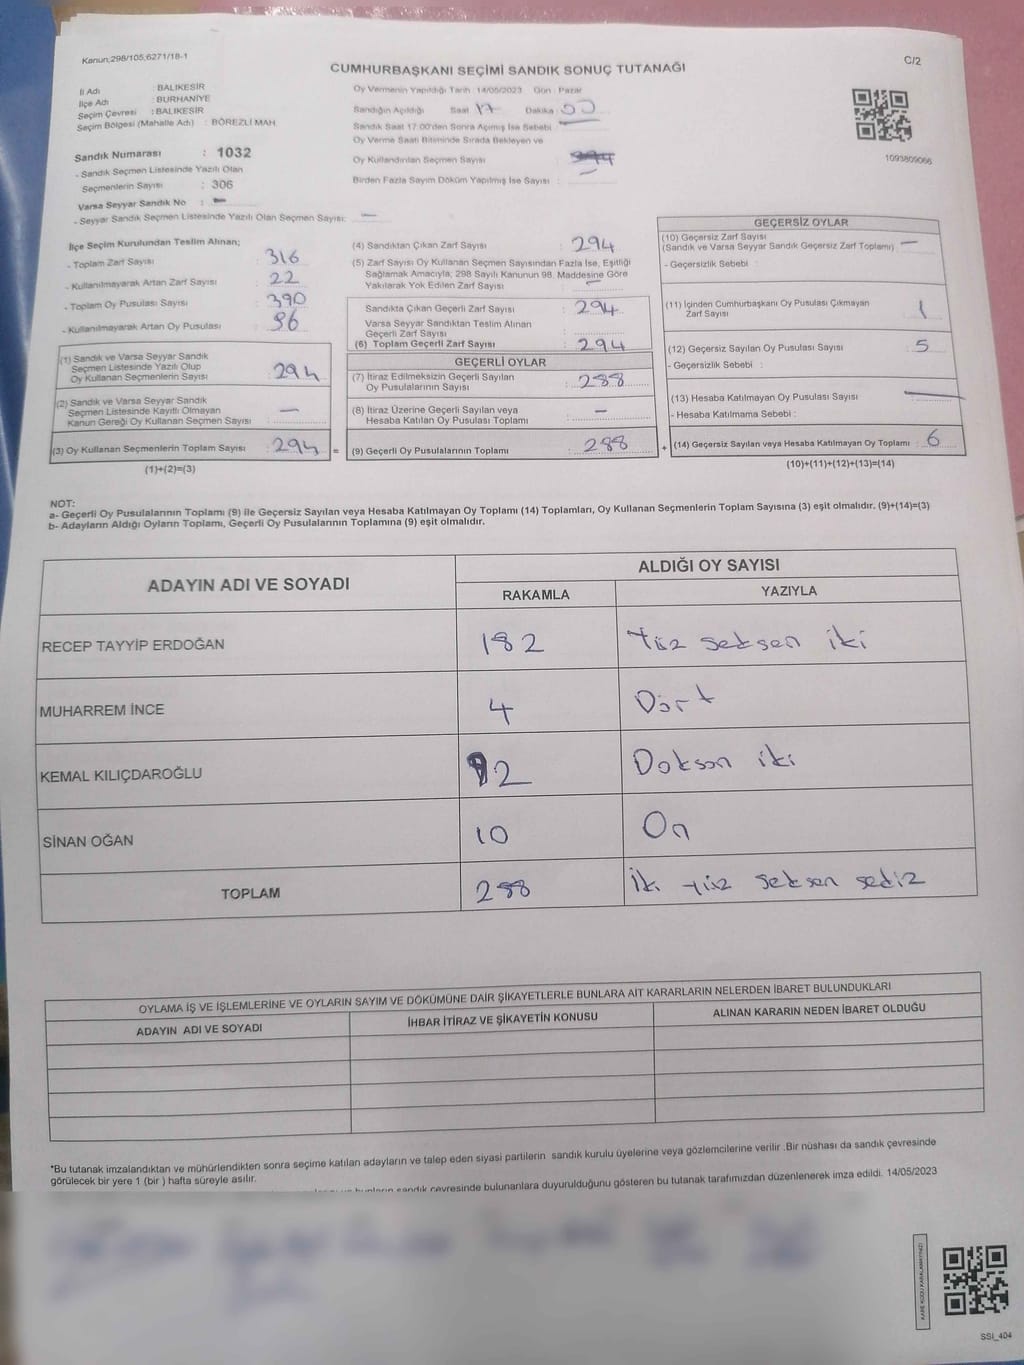 Kanun;298/105;6271/18-1
C/2
CUMHURBAŞKANI SEÇİMİ SANDIK SONUÇ TUTANAĞI
İl Adı : BALIKESİR
İlçe Adı : BURHANİYE
Seçim Çevresi : BALIKESİR
Seçim Bölgesi (Mahalle Adı) : BÖREZLİ MAH.
Sandık Numarası : 1032
- Sandık Seçmen Listesinde Yazılı Olan
Seçmenlerin Sayısı : 306
Varsa Seyyar Sandık No : -
- Seyyar Sandık Seçmen Listesinde Yazılı Olan Seçmen Sayısı: -
Oy Vermenin Yapıldığı Tarih : 14/05/2023 Gün : Pazar
Sandığın Açıldığı Saat 17 Dakika : 00
Sandık Saat 17:00'den Sonra Açılmış İse Sebebi
Oy Verme Saati Bitiminde Sırada Bekleyen ve
Oy Kullandırılan Seçmen Sayısı : -
Birden Fazla Sayım Döküm Yapılmış İse Sayısı :
1093809066
İlçe Seçim Kurulundan Teslim Alınan;
- Toplam Zarf Sayısı : 316
- Kullanılmayarak Artan Zarf Sayısı : 22
- Toplam Oy Pusulası Sayısı : 390
- Kullanılmayarak Artan Oy Pusulası : 96
(1) Sandık ve Varsa Seyyar Sandık
Seçmen Listesinde Yazılı Olup
Oy Kullanan Seçmenlerin Sayısı : 294
(2) Sandık ve Varsa Seyyar Sandık
Seçmen Listesinde Kayıtlı Olmayan
Kanun Gereği Oy Kullanan Seçmen Sayısı : -
(3) Oy Kullanan Seçmenlerin Toplam Sayısı : 294 =
(1)+(2)=(3)
(4) Sandıktan Çıkan Zarf Sayısı : 294
(5) Zarf Sayısı Oy Kullanan Seçmen Sayısından Fazla İse, Eşitliği
Sağlamak Amacıyla, 298 Sayılı Kanunun 98. Maddesine Göre
Yakılarak Yok Edilen Zarf Sayısı : -
Sandıkta Çıkan Geçerli Zarf Sayısı : 294
Varsa Seyyar Sandıktan Teslim Alınan
Geçerli Zarf Sayısı :
(6) Toplam Geçerli Zarf Sayısı : 294
GEÇERLİ OYLAR
(7) İtiraz Edilmeksizin Geçerli Sayılan
Oy Pusulalarının Sayısı : 288
(8) İtiraz Üzerine Geçerli Sayılan veya
Hesaba Katılan Oy Pusulası Toplamı : -
(9) Geçerli Oy Pusulalarının Toplamı : 288 +
GEÇERSİZ OYLAR
(10) Geçersiz Zarf Sayısı
(Sandık ve Varsa Seyyar Sandık Geçersiz Zarf Toplamı) : -
- Geçersizlik Sebebi :
(11) İçinden Cumhurbaşkanı Oy Pusulası Çıkmayan
Zarf Sayısı : 1
(12) Geçersiz Sayılan Oy Pusulası Sayısı : 5
- Geçersizlik Sebebi :
(13) Hesaba Katılmayan Oy Pusulası Sayısı : -
- Hesaba Katılmama Sebebi :
(14) Geçersiz Sayılan veya Hesaba Katılmayan Oy Toplamı : 6
(10)+(11)+(12)+(13)=(14)
NOT:
a- Geçerli Oy Pusulalarının Toplamı (9) ile Geçersiz Sayılan veya Hesaba Katılmayan Oy Toplamı (14) Toplamları, Oy Kullanan Seçmenlerin Toplam Sayısına (3) eşit olmalıdır. (9)+(14)=(3)
b- Adayların Aldığı Oyların Toplamı, Geçerli Oy Pusulalarının Toplamına (9) eşit olmalıdır.
ADAYIN ADI VE SOYADI
ALDIĞI OY SAYISI
RAKAMLA YAZIYLA
RECEP TAYYİP ERDOĞAN 182 Yüz seksen iki
MUHARREM İNCE 4 Dört
KEMAL KILIÇDAROĞLU 92 Doksan iki
SİNAN OĞAN 10 On
TOPLAM 288 İki yüz seksen sekiz
OYLAMA İŞ VE İŞLEMLERİNE VE OYLARIN SAYIM VE DÖKÜMÜNE DAİR ŞİKAYETLERLE BUNLARA AİT KARARLARIN NELERDEN İBARET BULUNDUKLARI
ADAYIN ADI VE SOYADI İHBAR İTİRAZ VE ŞİKAYETİN KONUSU ALINAN KARARIN NEDEN İBARET OLDUĞU
*Bu tutanak imzalandıktan ve mühürlendikten sonra seçime katılan adayların ve talep eden siyasi partilerin sandık kurulu üyelerine veya gözlemcilerine verilir .Bir nüshası da sandık çevresinde
görülecek bir yere 1 (bir ) hafta süreyle asılır.
sandık çevresinde bulunanlara duyurulduğunu gösteren bu tutanak tarafımızdan düzenlenerek imza edildi. 14/05/2023
KARE KODU KARALAMAYINIZ!
SSI_404